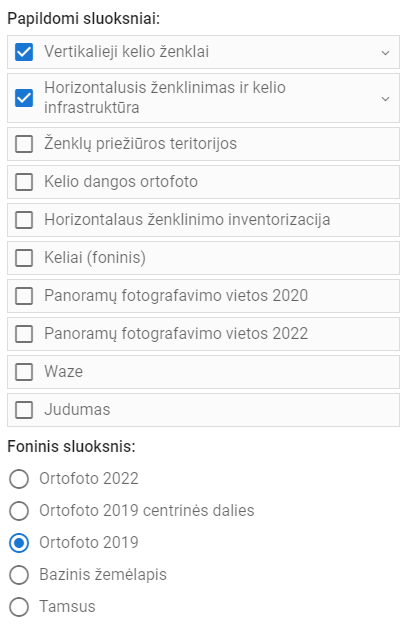 Papildomi sluoksniai:
Vertikalieji kelio ženklai
Horizontalusis ženklinimas ir kelio
infrastruktūra
Ženklų priežiūros teritorijos
Kelio dangos ortofoto
Horizontalaus ženklinimo inventorizacija
Keliai (foninis)
Panoramų fotografavimo vietos 2020
Panoramų fotografavimo vietos 2022
Waze
Judumas
Foninis sluoksnis:
Ortofoto 2022
Ortofoto 2019 centrinės dalies
Ortofoto 2019
Bazinis žemėlapis
Tamsus